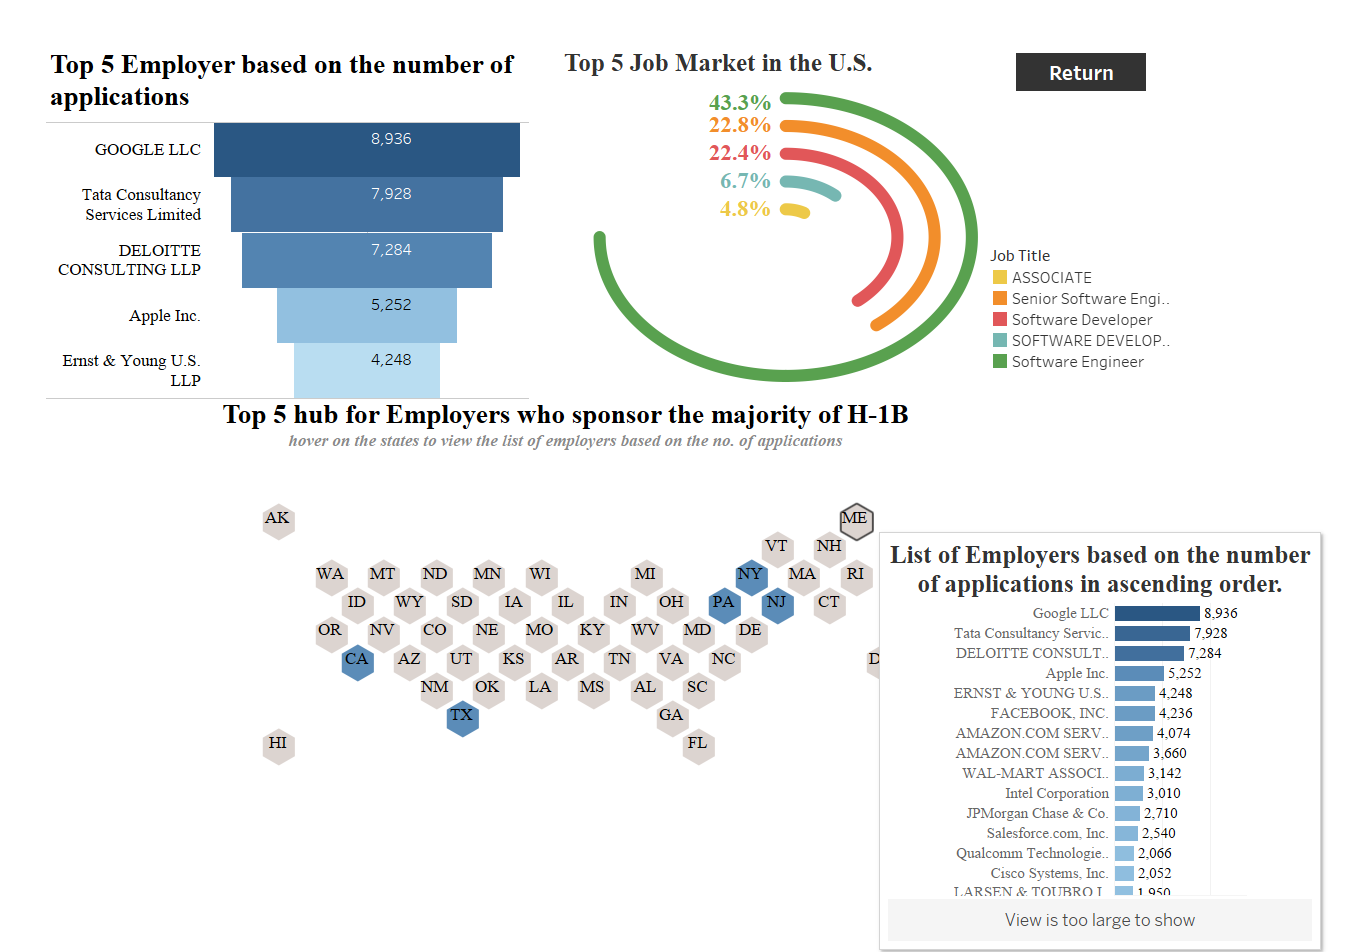 Top 5 Employer based on the number of
applications
GOOGLE LLC
8,936
Tata Consultancy
Services Limited
7,928
DELOITTE
CONSULTING LLP
7,284
Apple Inc.
5,252
Ernst & Young U.S.
LLP
4,248
Top 5 Job Market in the U.S.
43.3%
22.8%
22.4%
6.7%
4.8%
Return
Job Title
ASSOCIATE
Senior Software Engi..
Software Developer
SOFTWARE DEVELOP..
Software Engineer
Top 5 hub for Employers who sponsor the majority of H-1B
hover on the states to view the list of employers based on the no. of applications
AK ME
VT NH
WA MT ND MN WI MI NY MA RI
ID WY SD IA IL IN OH PA NJ CT
OR NV CO NE MO KY WV MD DE
CA AZ UT KS AR TN VA NC D
NM OK LA MS AL SC
TX GA
HI FL
List of Employers based on the number
of applications in ascending order.
Google LLC 8,936
Tata Consultancy Servic.. 7,928
DELOITTE CONSULT.. 7,284
Apple Inc. 5,252
ERNST & YOUNG U.S.. 4,248
FACEBOOK, INC. 4,236
AMAZON.COM SERV.. 4,074
AMAZON.COM SERV.. 3,660
WAL-MART ASSOCI.. 3,142
Intel Corporation 3,010
JPMorgan Chase & Co. 2,710
Salesforce.com, Inc. 2,540
Qualcomm Technologie.. 2,066
Cisco Systems, Inc. 2,052
LARSEN & TOUBRO I.. 1,950
View is too large to show